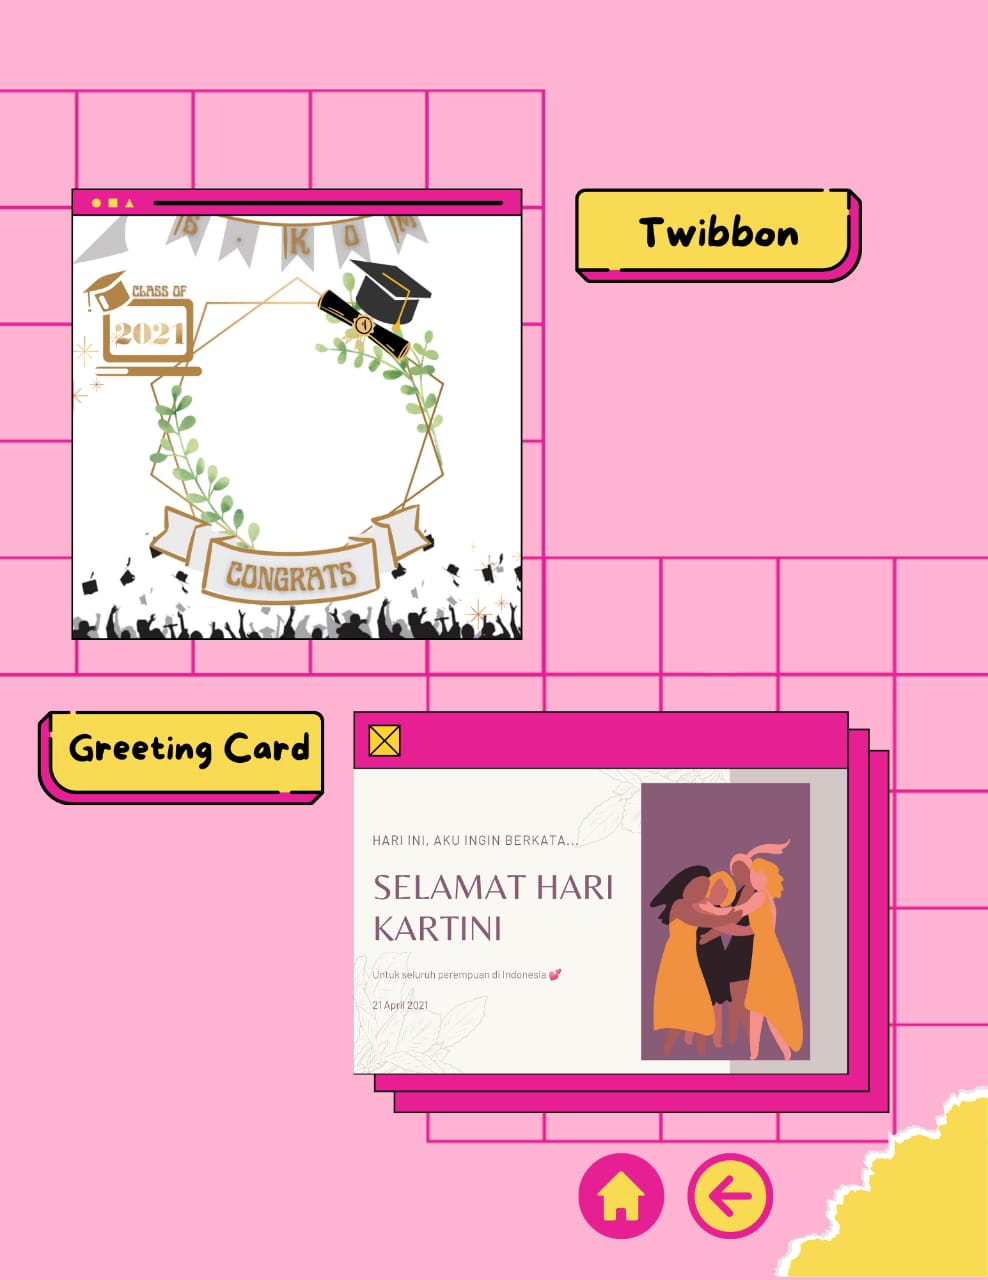 Twibbon
S.KOM
CLASS OF
2021
CONGRATS
Greeting Card
HARI INI, AKU INGIN BERKATA...
SELAMAT HARI
KARTINI
Untuk seluruh perempuan di Indonesia 💕
21 April 2021